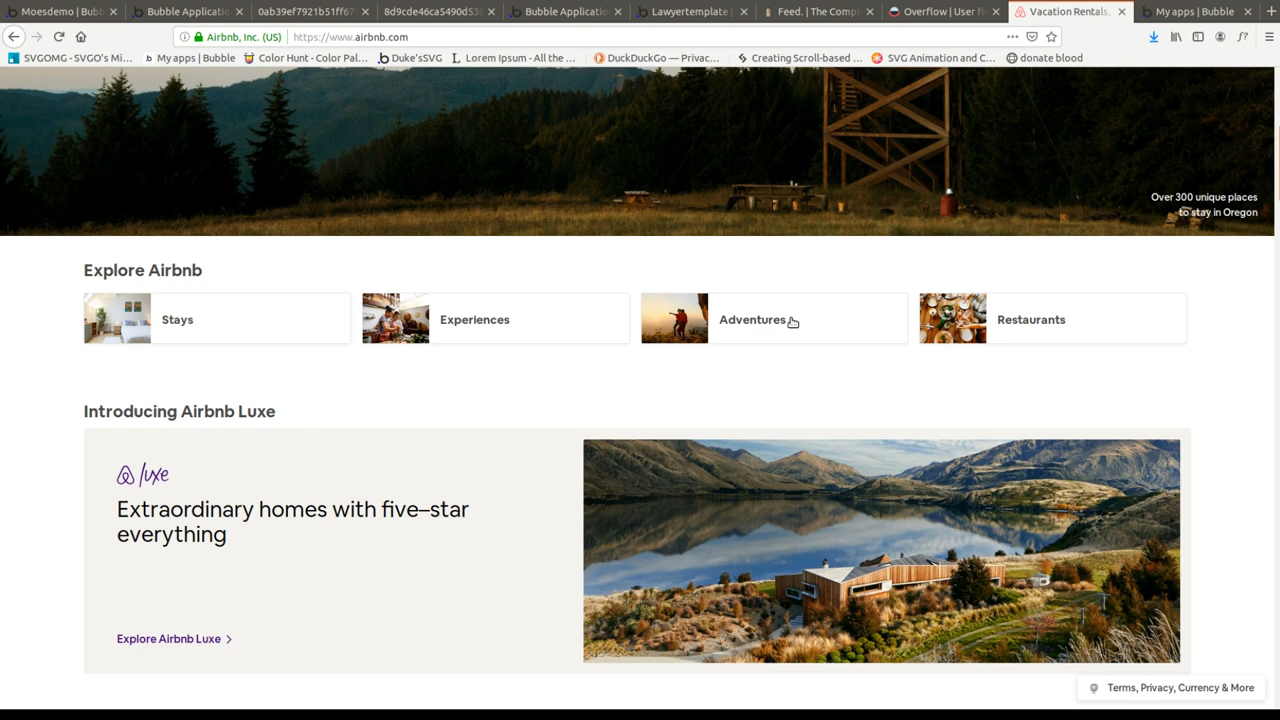 Moesdemo | Bubb
Bubble Applicatio
0ab39ef7921b51ff67
8d9cde46ca5490d53
Bubble Application
Lawyertemplate |
Feed. | The Compl
Overflow | User fl
Vacation Rentals,
My apps | Bubble
Airbnb, Inc. (US)
https://www.airbnb.com
SVGOMG - SVGO's Mi...
My apps | Bubble
Color Hunt - Color Pal...
Duke'sSVG
Lorem Ipsum - All the ...
DuckDuckGo — Privac...
Creating Scroll-based ...
SVG Animation and C...
donate blood
Over 300 unique places
to stay in Oregon
Explore Airbnb
Stays
Experiences
Adventures
Restaurants
Introducing Airbnb Luxe
luxe
Extraordinary homes with five–star
everything
Explore Airbnb Luxe
Terms, Privacy, Currency & More